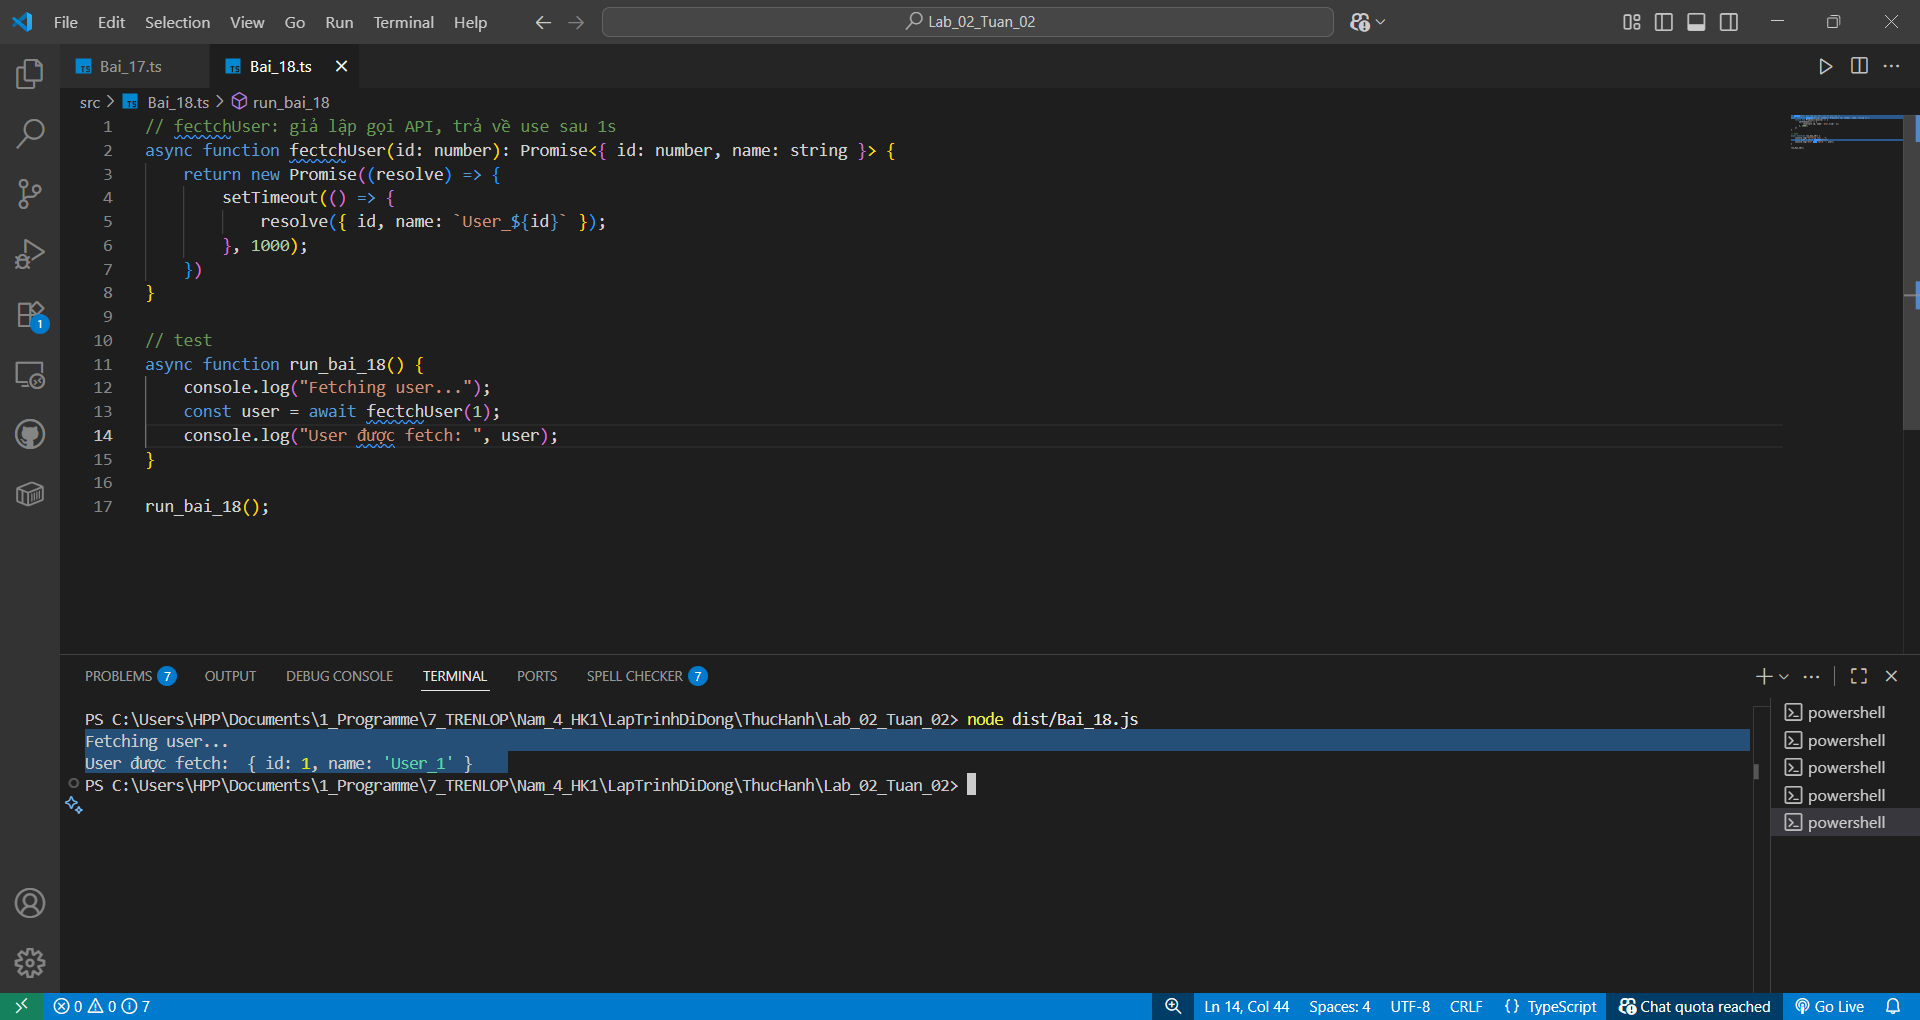 File Edit Selection View Go Run Terminal Help
Lab_02_Tuan_02
Bai_17.ts
Bai_18.ts
src > Bai_18.ts > run_bai_18
1 // fectchUser: giả lập gọi API, trả về use sau 1s
2 async function fectchUser(id: number): Promise<{ id: number, name: string }> {
3 return new Promise((resolve) => {
4 setTimeout(() => {
5 resolve({ id, name: `User_${id}` });
6 }, 1000);
7 })
8 }
9
10 // test
11 async function run_bai_18() {
12 console.log("Fetching user...");
13 const user = await fectchUser(1);
14 console.log("User được fetch: ", user);
15 }
16
17 run_bai_18();
PROBLEMS 7 OUTPUT DEBUG CONSOLE TERMINAL PORTS SPELL CHECKER 7
PS C:\Users\HPP\Documents\1_Programme\7_TRENLOP\Nam_4_HK1\LapTrinhDiDong\ThucHanh\Lab_02_Tuan_02> node dist/Bai_18.js
Fetching user...
User được fetch:  { id: 1, name: 'User_1' }
PS C:\Users\HPP\Documents\1_Programme\7_TRENLOP\Nam_4_HK1\LapTrinhDiDong\ThucHanh\Lab_02_Tuan_02>
powershell
powershell
powershell
powershell
powershell
1
0 0 7
Ln 14, Col 44 Spaces: 4 UTF-8 CRLF {} TypeScript Chat quota reached Go Live